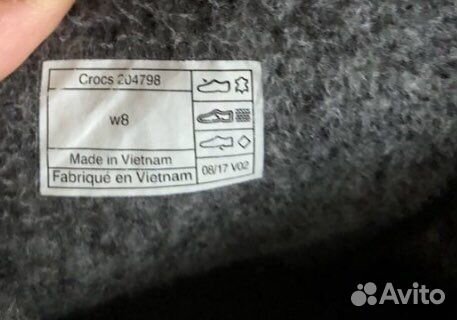 Crocs 204798
w8
Made in Vietnam
Fabriqué en Vietnam
08/17 V02
Avito